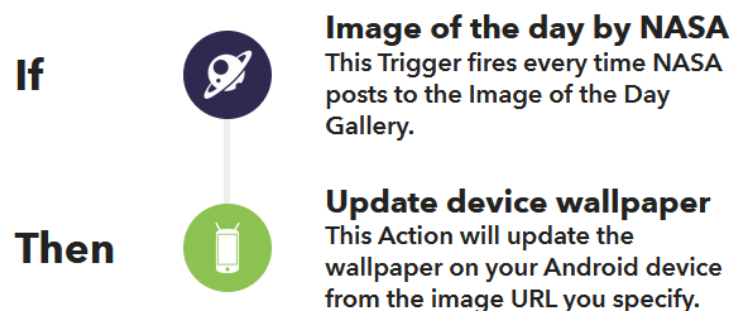 If
Image of the day by NASA
This Trigger fires every time NASA
posts to the Image of the Day
Gallery.
Then
Update device wallpaper
This Action will update the
wallpaper on your Android device
from the image URL you specify.